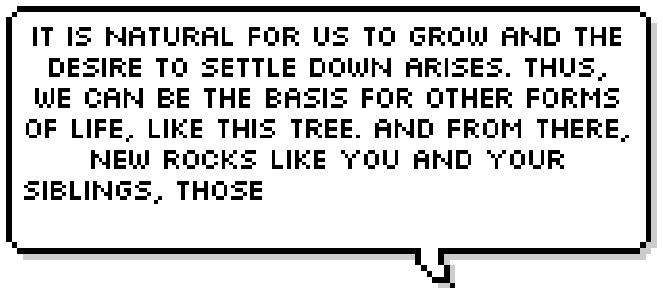 IT IS NATURAL FOR US TO GROW AND THE
DESIRE TO SETTLE DOWN ARISES. THUS,
WE CAN BE THE BASIS FOR OTHER FORMS
OF LIFE, LIKE THIS TREE. AND FROM THERE,
NEW ROCKS LIKE YOU AND YOUR
SIBLINGS, THOSE